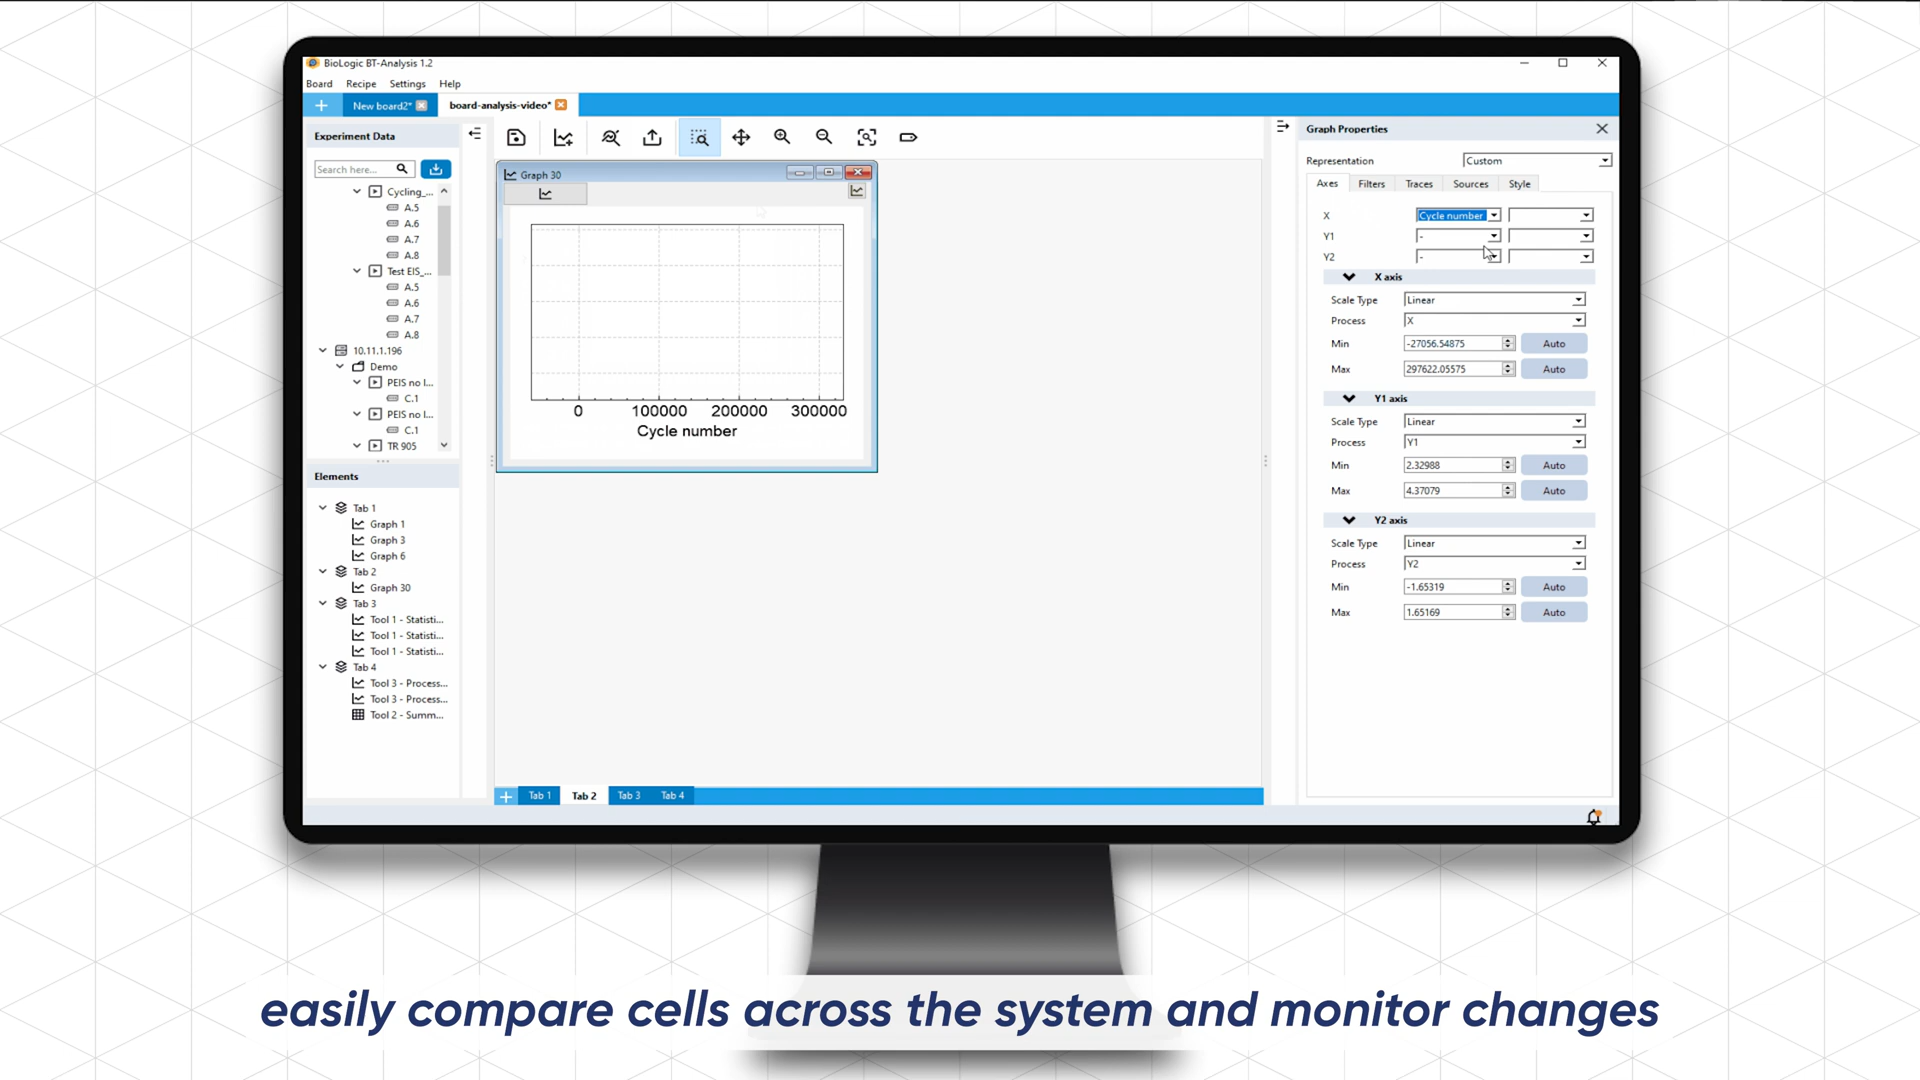 BioLogic BT-Analysis 1.2
Board Recipe Settings Help
New board2* board-analysis-video*
Experiment Data
Search here...
Cycling_...
A.5
A.6
A.7
A.8
Test EIS_...
A.5
A.6
A.7
A.8
10.11.1.196
Demo
PEIS no I...
C.1
PEIS no I...
C.1
TR 905
Elements
Tab 1
Graph 1
Graph 3
Graph 6
Tab 2
Graph 30
Tab 3
Tool 1 - Statisti...
Tool 1 - Statisti...
Tool 1 - Statisti...
Tab 4
Tool 3 - Process...
Tool 3 - Process...
Tool 2 - Summ...
Graph 30
0 100000 200000 300000
Cycle number
Tab 1 Tab 2 Tab 3 Tab 4
Graph Properties
Representation Custom
Axes Filters Traces Sources Style
X Cycle number
Y1 -
Y2 -
X axis
Scale Type Linear
Process X
Min -27056.54875 Auto
Max 297622.05575 Auto
Y1 axis
Scale Type Linear
Process Y1
Min 2.32988 Auto
Max 4.37079 Auto
Y2 axis
Scale Type Linear
Process Y2
Min -1.65319 Auto
Max 1.65169 Auto
easily compare cells across the system and monitor changes